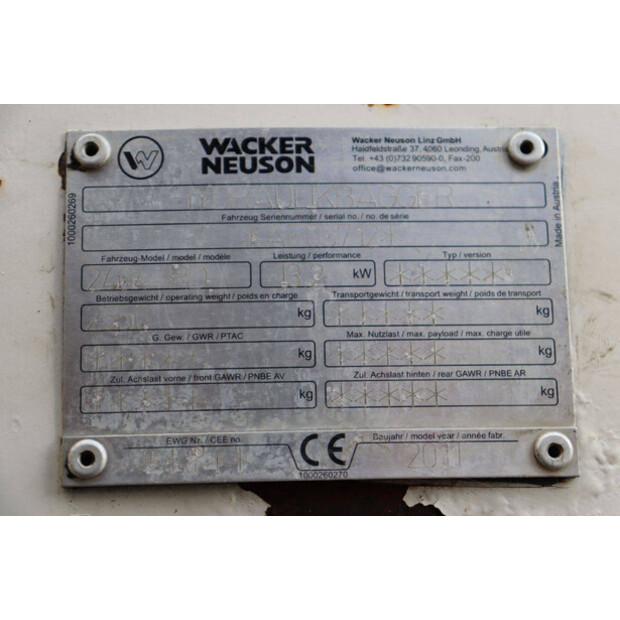 WACKER
NEUSON
Wacker Neuson Linz GmbH
Haidfeldstraße 37, 4060 Leonding, Austria
Tel. +43 (0)732 90590-0, Fax-200
office@wackerneuson.com
HYDRAULIKBAGGER
Fahrzeug Seriennummer / serial no. / no. de série
Fahrzeug-Model / model / modèle
Leistung / performance
kW
Typ / version
*****
Betriebsgewicht / operating weight / poids en charge
kg
Transportgewicht / transport weight / poids de transport
***** kg
G. Gew. / GWR / PTAC
***** kg
Max. Nutzlast / max. payload / max. charge utile
***** kg
Zul. Achslast vorne / front GAWR / PNBE AV
***** kg
Zul. Achslast hinten / rear GAWR / PNBE AR
***** kg
EWG Nr. / CEE no.
CE
Baujahr / model year / année fabr.
2011
1000260270
1000260269
Made in Austria